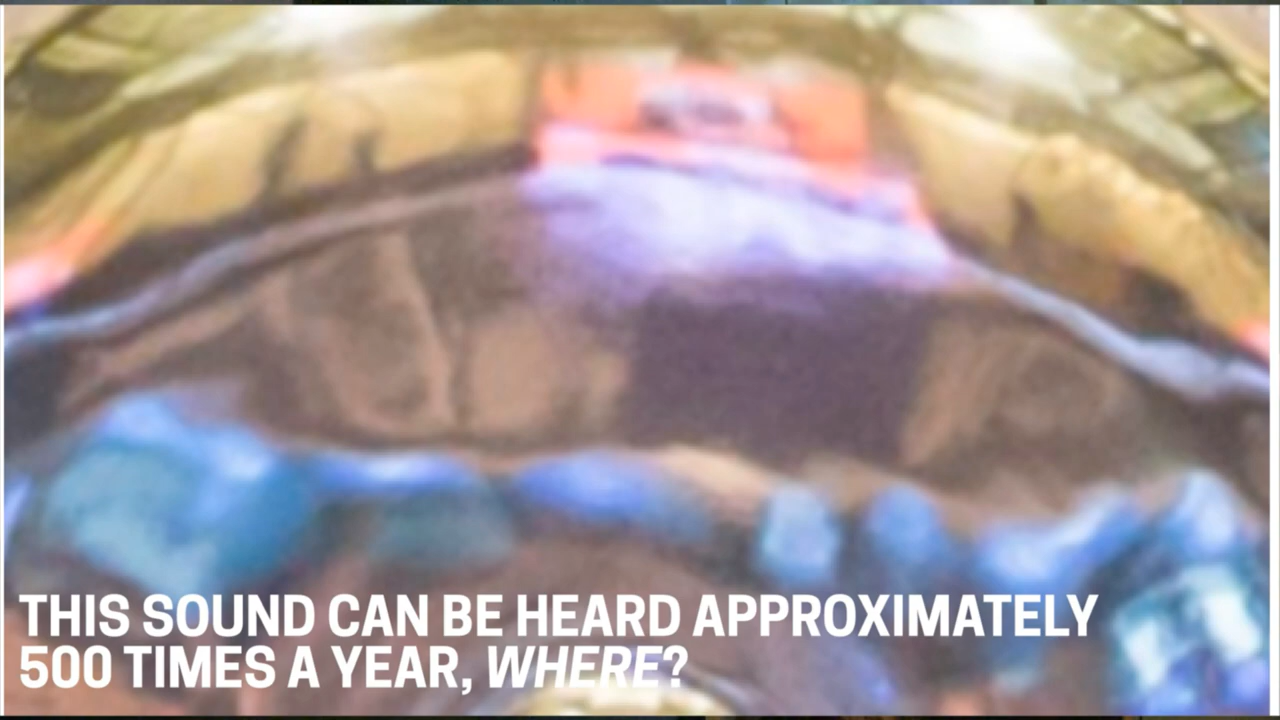 THIS SOUND CAN BE HEARD APPROXIMATELY
500 TIMES A YEAR, WHERE?